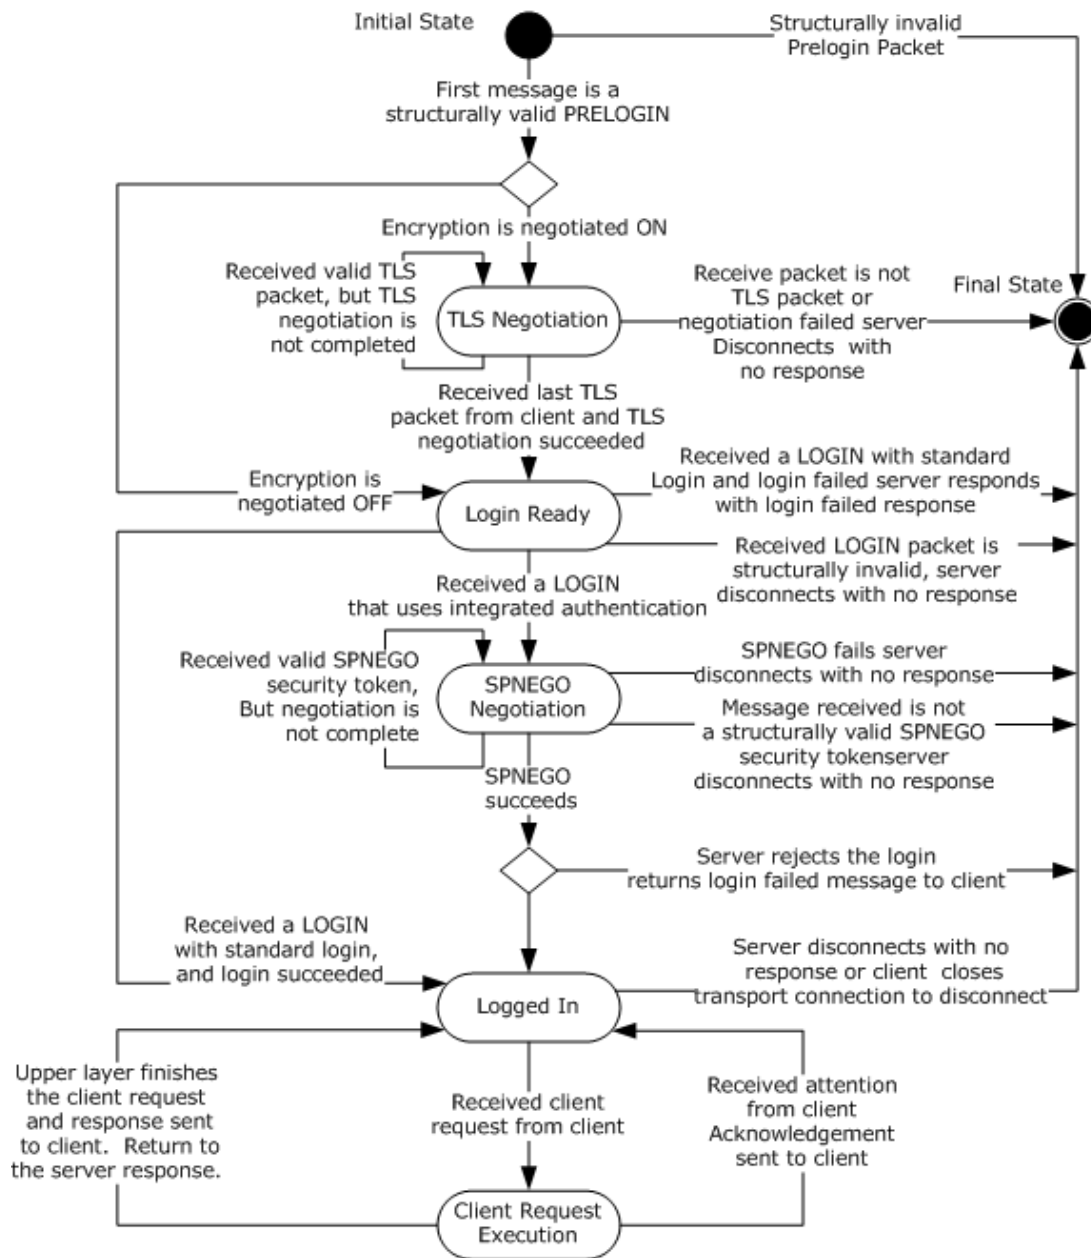 Initial State
Structurally invalid
Prelogin Packet
First message is a
structurally valid PRELOGIN
Encryption is negotiated ON
Received valid TLS
packet, but TLS
negotiation is
not completed
TLS Negotiation
Receive packet is not
TLS packet or
negotiation failed server
Disconnects with
no response
Final State
Received last TLS
packet from client and TLS
negotiation succeeded
Encryption is
negotiated OFF
Login Ready
Received a LOGIN with standard
Login and login failed server responds
with login failed response
Received LOGIN packet is
structurally invalid, server
disconnects with no response
Received a LOGIN
that uses integrated authentication
Received valid SPNEGO
security token,
But negotiation is
not complete
SPNEGO
Negotiation
SPNEGO fails server
disconnects with no response
Message received is not
a structurally valid SPNEGO
security tokenserver
disconnects with no response
SPNEGO
succeeds
Server rejects the login
returns login failed message to client
Received a LOGIN
with standard login,
and login succeeded
Logged In
Server disconnects with no
response or client closes
transport connection to disconnect
Upper layer finishes
the client request
and response sent
to client. Return to
the server response.
Received client
request from client
Received attention
from client
Acknowledgement
sent to client
Client Request
Execution